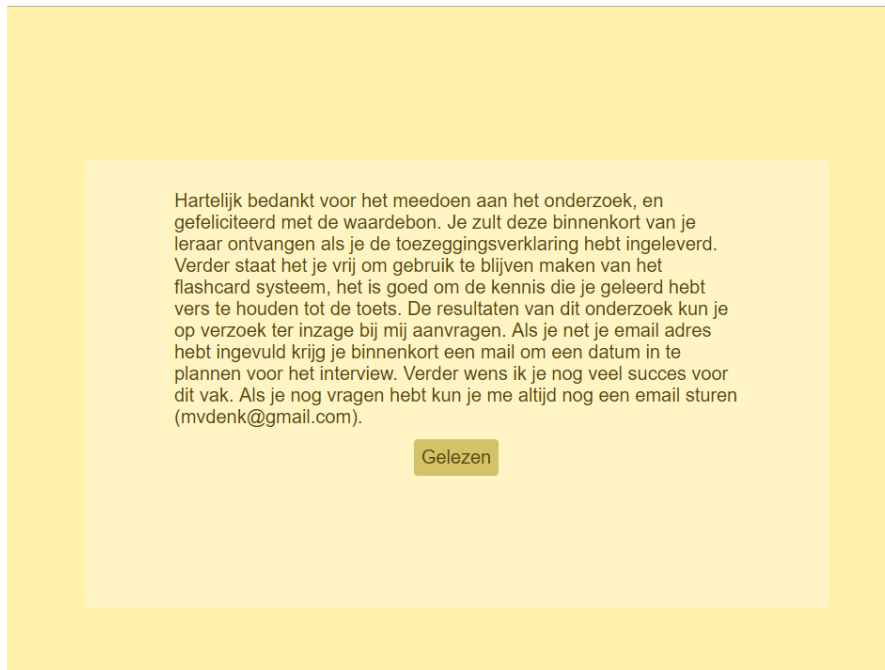 Hartelijk bedankt voor het meedoen aan het onderzoek, en
gefeliciteerd met de waardebon. Je zult deze binnenkort van je
leraar ontvangen als je de toezeggingsverklaring hebt ingeleverd.
Verder staat het je vrij om gebruik te blijven maken van het
flashcard systeem, het is goed om de kennis die je geleerd hebt
vers te houden tot de toets. De resultaten van dit onderzoek kun je
op verzoek ter inzage bij mij aanvragen. Als je net je email adres
hebt ingevuld krijg je binnenkort een mail om een datum in te
plannen voor het interview. Verder wens ik je nog veel succes voor
dit vak. Als je nog vragen hebt kun je me altijd nog een email sturen
(mvdenk@gmail.com).
Gelezen